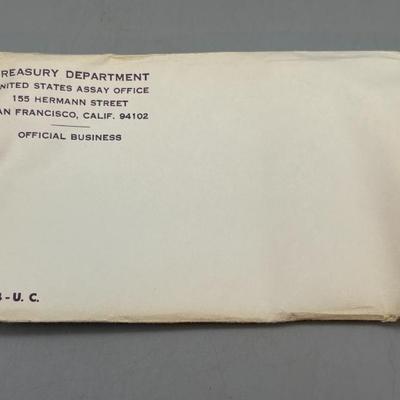 REASURY DEPARTMENT
NITED STATES ASSAY OFFICE
155 HERMANN STREET
AN FRANCISCO, CALIF. 94102
OFFICIAL BUSINESS
- U. C.